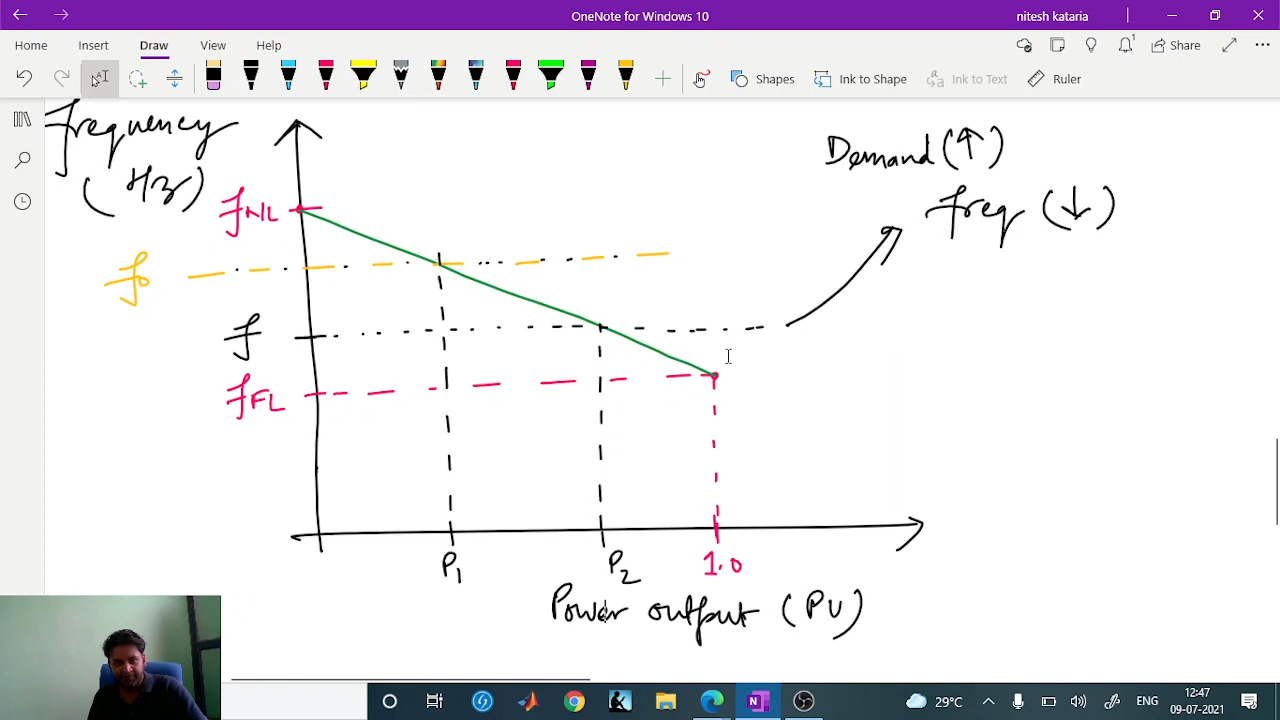 OneNote for Windows 10
nitesh kataria
Home Insert Draw View Help
Share
Shapes Ink to Shape Ink to Text Ruler
frequency
(Hz)
Demand (↑)
freq (↓)
fNL
fo
f
fFL
P1 P2 1.0
Power output (PU)
29°C ENG 12:47
09-07-2021